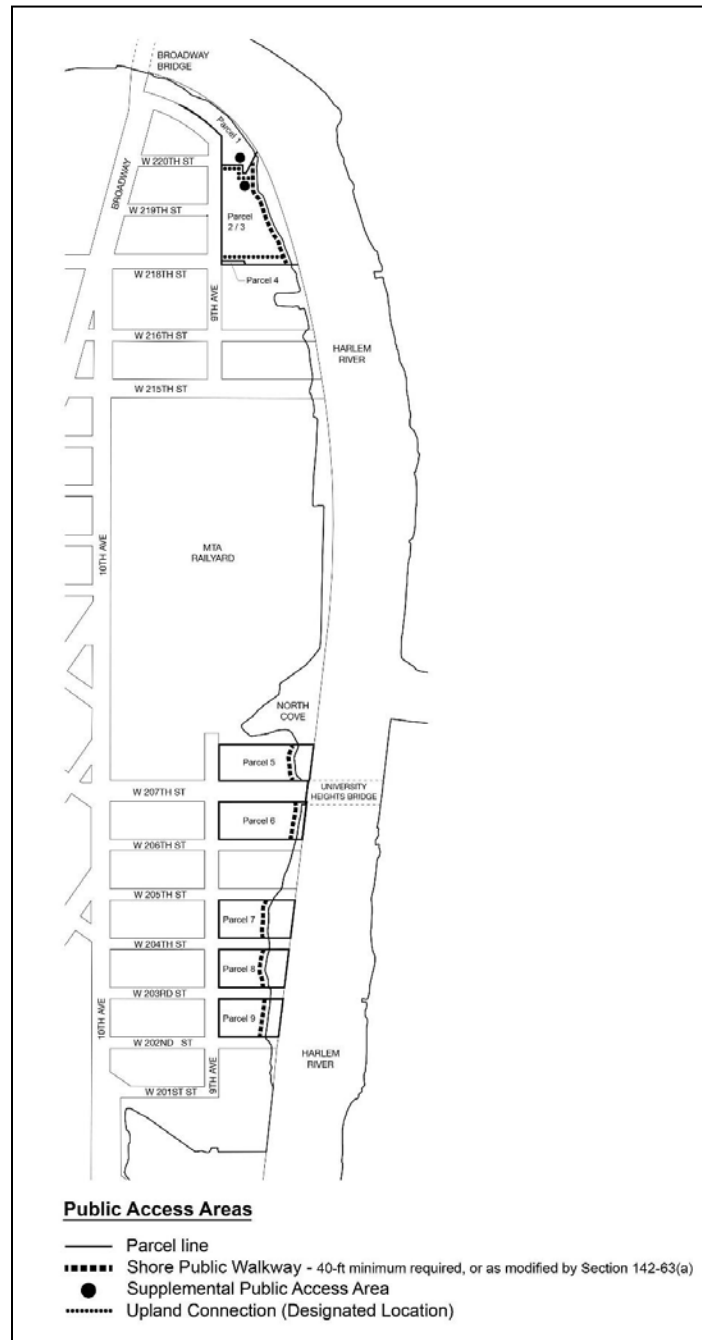 BROADWAY
BRIDGE
Parcel 1
W 220TH ST
BROADWAY
W 219TH ST
Parcel
2 / 3
W 218TH ST
Parcel 4
9TH AVE
W 216TH ST
HARLEM
RIVER
W 215TH ST
MTA
RAILYARD
10TH AVE
NORTH
COVE
Parcel 5
W 207TH ST
UNIVERSITY
HEIGHTS BRIDGE
Parcel 6
W 206TH ST
W 205TH ST
Parcel 7
W 204TH ST
Parcel 8
W 203RD ST
10TH AVE
Parcel 9
W 202ND ST
HARLEM
RIVER
9TH AVE
W 201ST ST
Public Access Areas
Parcel line
Shore Public Walkway - 40-ft minimum required, or as modified by Section 142-63(a)
Supplemental Public Access Area
Upland Connection (Designated Location)